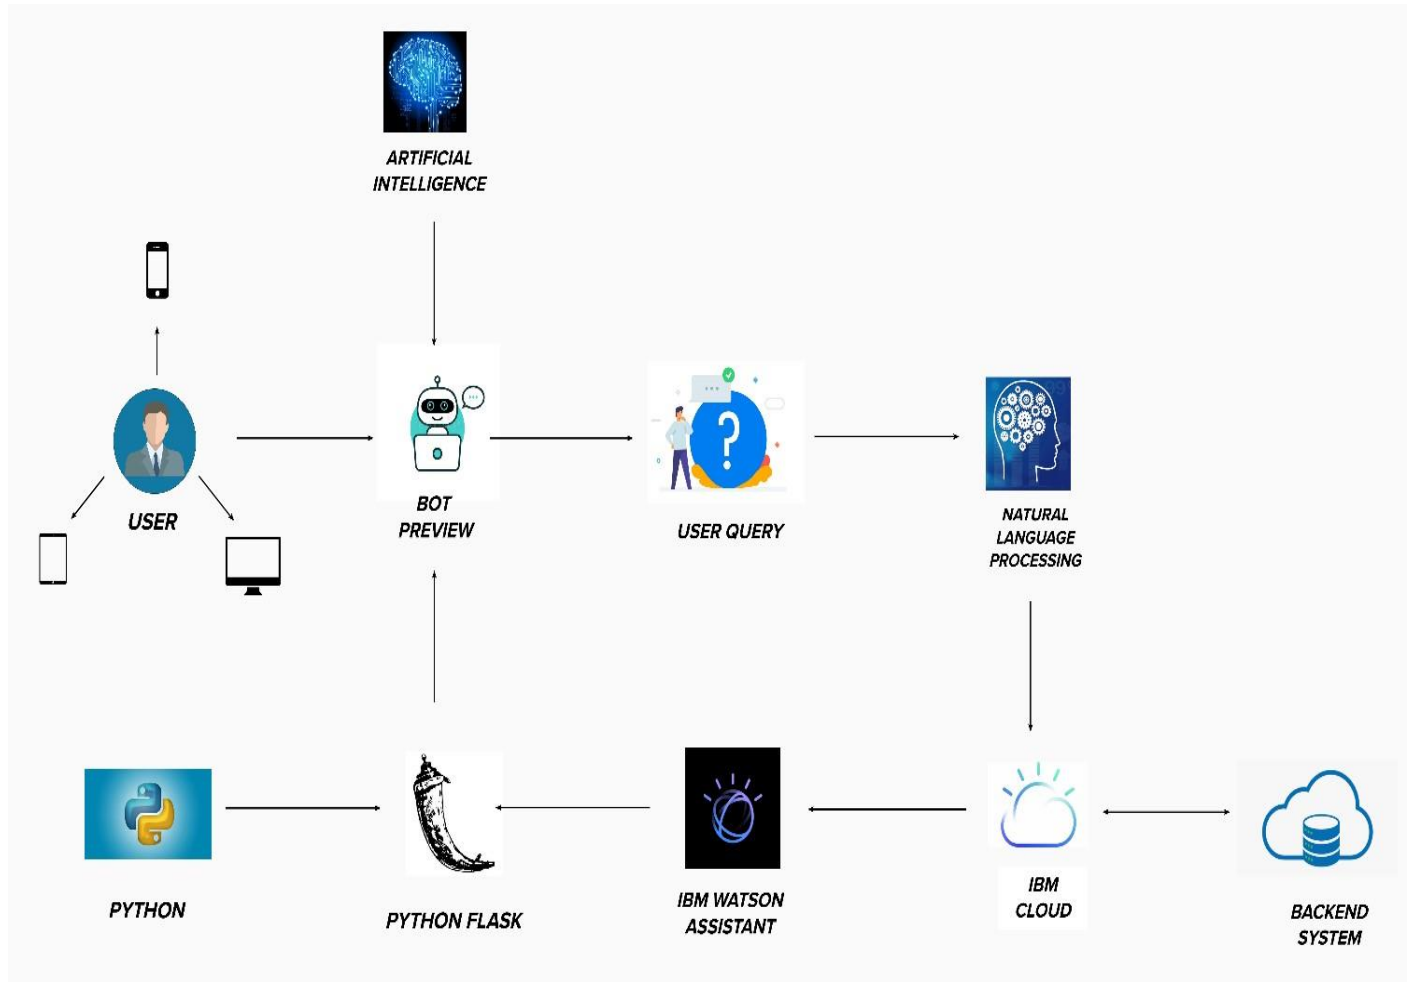 ARTIFICIAL
INTELLIGENCE
USER
BOT
PREVIEW
USER QUERY
NATURAL
LANGUAGE
PROCESSING
PYTHON
PYTHON FLASK
IBM WATSON
ASSISTANT
IBM
CLOUD
BACKEND
SYSTEM